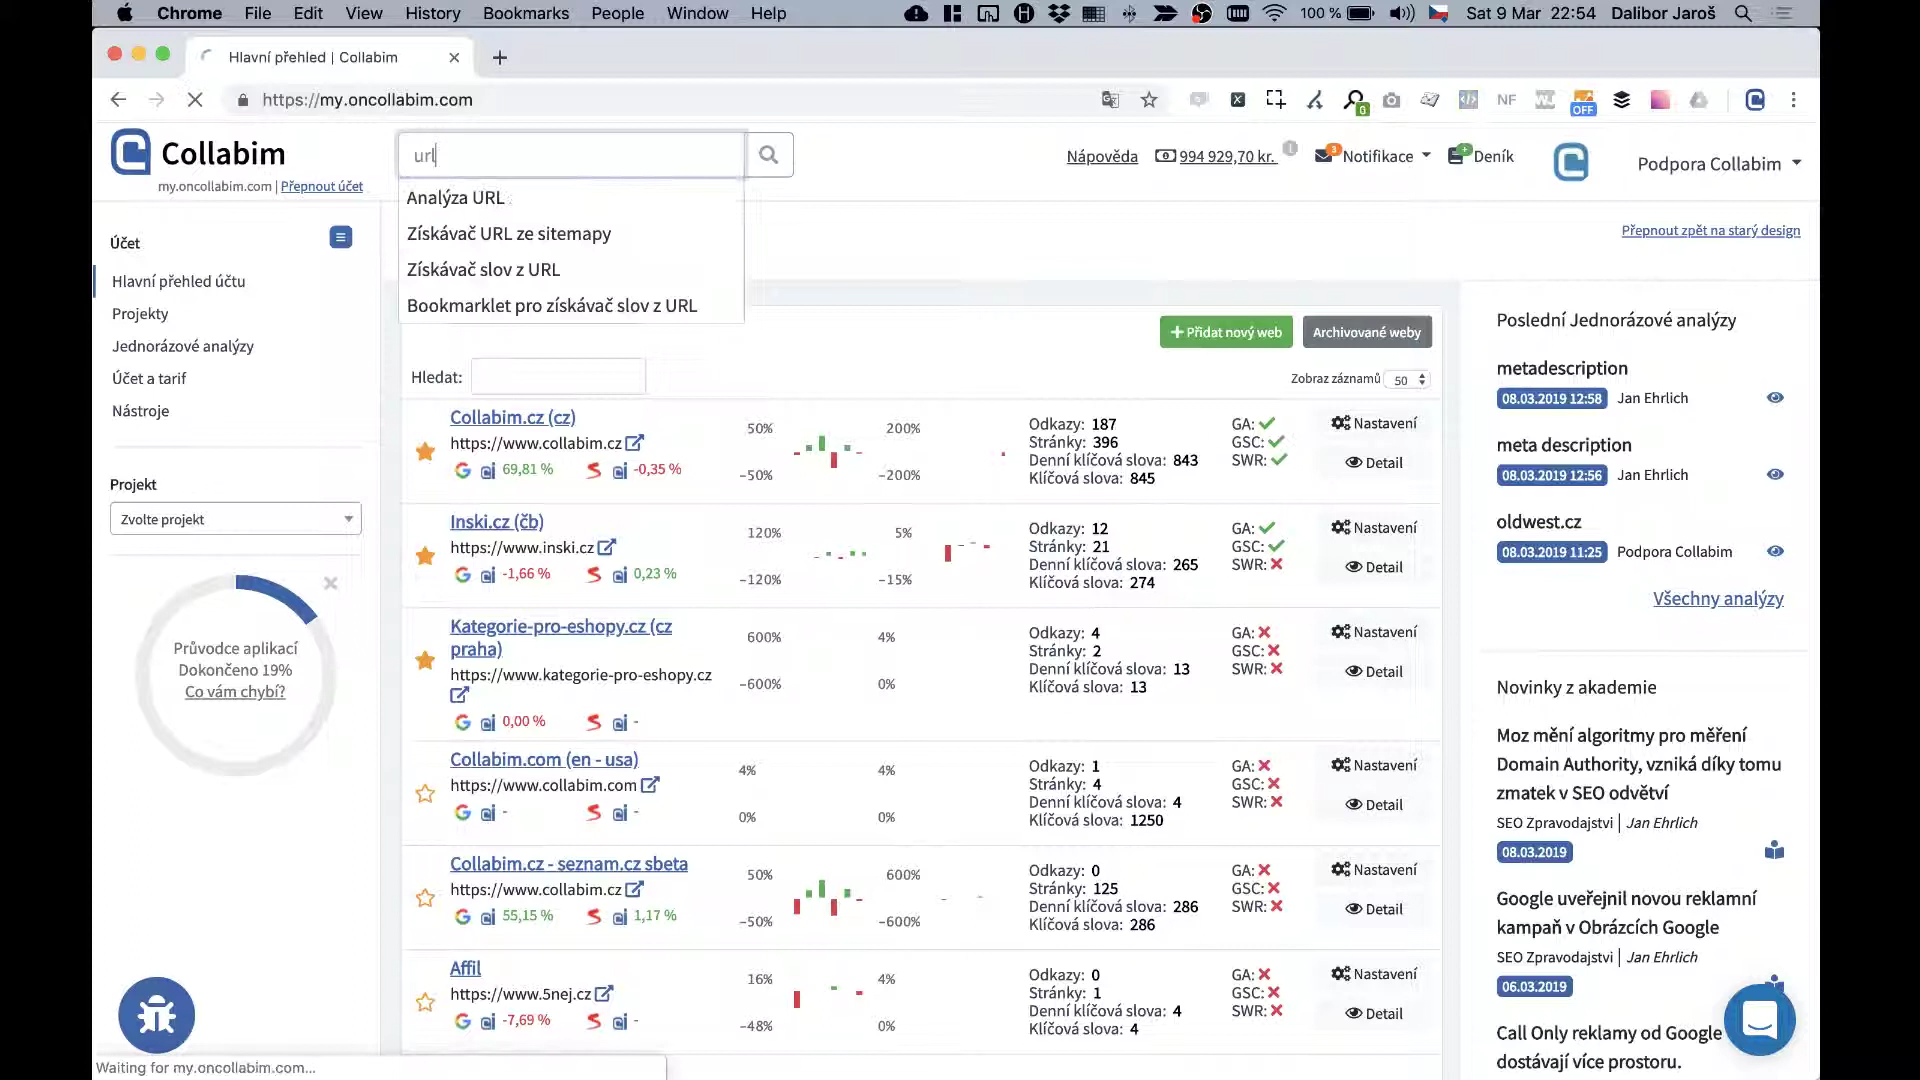 Chrome File Edit View History Bookmarks People Window Help 100 % Sat 9 Mar 22:54 Dalibor Jaroš
Hlavní přehled | Collabim
https://my.oncollabim.com
NF
OFF
Collabim
my.oncollabim.com | Přepnout účet
url
Nápověda 994 929,70 kr. 3 Notifikace Deník Podpora Collabim
Analýza URL
Získávač URL ze sitemapy
Získávač slov z URL
Bookmarklet pro získávač slov z URL
Přepnout zpět na starý design
Účet
Hlavní přehled účtu
Projekty
Jednorázové analýzy
Účet a tarif
Nástroje
Projekt
Zvolte projekt
Průvodce aplikací
Dokončeno 19%
Co vám chybí?
Přidat nový web Archivované weby
Hledat: Zobraz záznamů 50
Collabim.cz (cz)
https://www.collabim.cz
69,81 % -0,35 %
50% 200%
-50% -200%
Odkazy: 187
Stránky: 396
Denní klíčová slova: 843
Klíčová slova: 845
GA:
GSC:
SWR:
Nastavení
Detail
Inski.cz (čb)
https://www.inski.cz
-1,66 % 0,23 %
120% 5%
-120% -15%
Odkazy: 12
Stránky: 21
Denní klíčová slova: 265
Klíčová slova: 274
GA:
GSC:
SWR:
Nastavení
Detail
Kategorie-pro-eshopy.cz (cz
praha)
https://www.kategorie-pro-eshopy.cz
0,00 % -
600% 4%
-600% 0%
Odkazy: 4
Stránky: 2
Denní klíčová slova: 13
Klíčová slova: 13
GA:
GSC:
SWR:
Nastavení
Detail
Collabim.com (en - usa)
https://www.collabim.com
- -
4% 4%
0% 0%
Odkazy: 1
Stránky: 4
Denní klíčová slova: 4
Klíčová slova: 1250
GA:
GSC:
SWR:
Nastavení
Detail
Collabim.cz - seznam.cz sbeta
https://www.collabim.cz
55,15 % 1,17 %
50% 600%
-50% -600%
Odkazy: 0
Stránky: 125
Denní klíčová slova: 286
Klíčová slova: 286
GA:
GSC:
SWR:
Nastavení
Detail
Affil
https://www.5nej.cz
-7,69 % -
16% 4%
-48% 0%
Odkazy: 0
Stránky: 1
Denní klíčová slova: 4
Klíčová slova: 4
GA:
GSC:
SWR:
Nastavení
Detail
Poslední Jednorázové analýzy
metadescription
08.03.2019 12:58 Jan Ehrlich
meta description
08.03.2019 12:56 Jan Ehrlich
oldwest.cz
08.03.2019 11:25 Podpora Collabim
Všechny analýzy
Novinky z akademie
Moz mění algoritmy pro měření
Domain Authority, vzniká díky tomu
zmatek v SEO odvětví
SEO Zpravodajství | Jan Ehrlich
08.03.2019
Google uveřejnil novou reklamní
kampaň v Obrázcích Google
SEO Zpravodajství | Jan Ehrlich
06.03.2019
Call Only reklamy od Google
dostávají více prostoru.
Waiting for my.oncollabim.com...